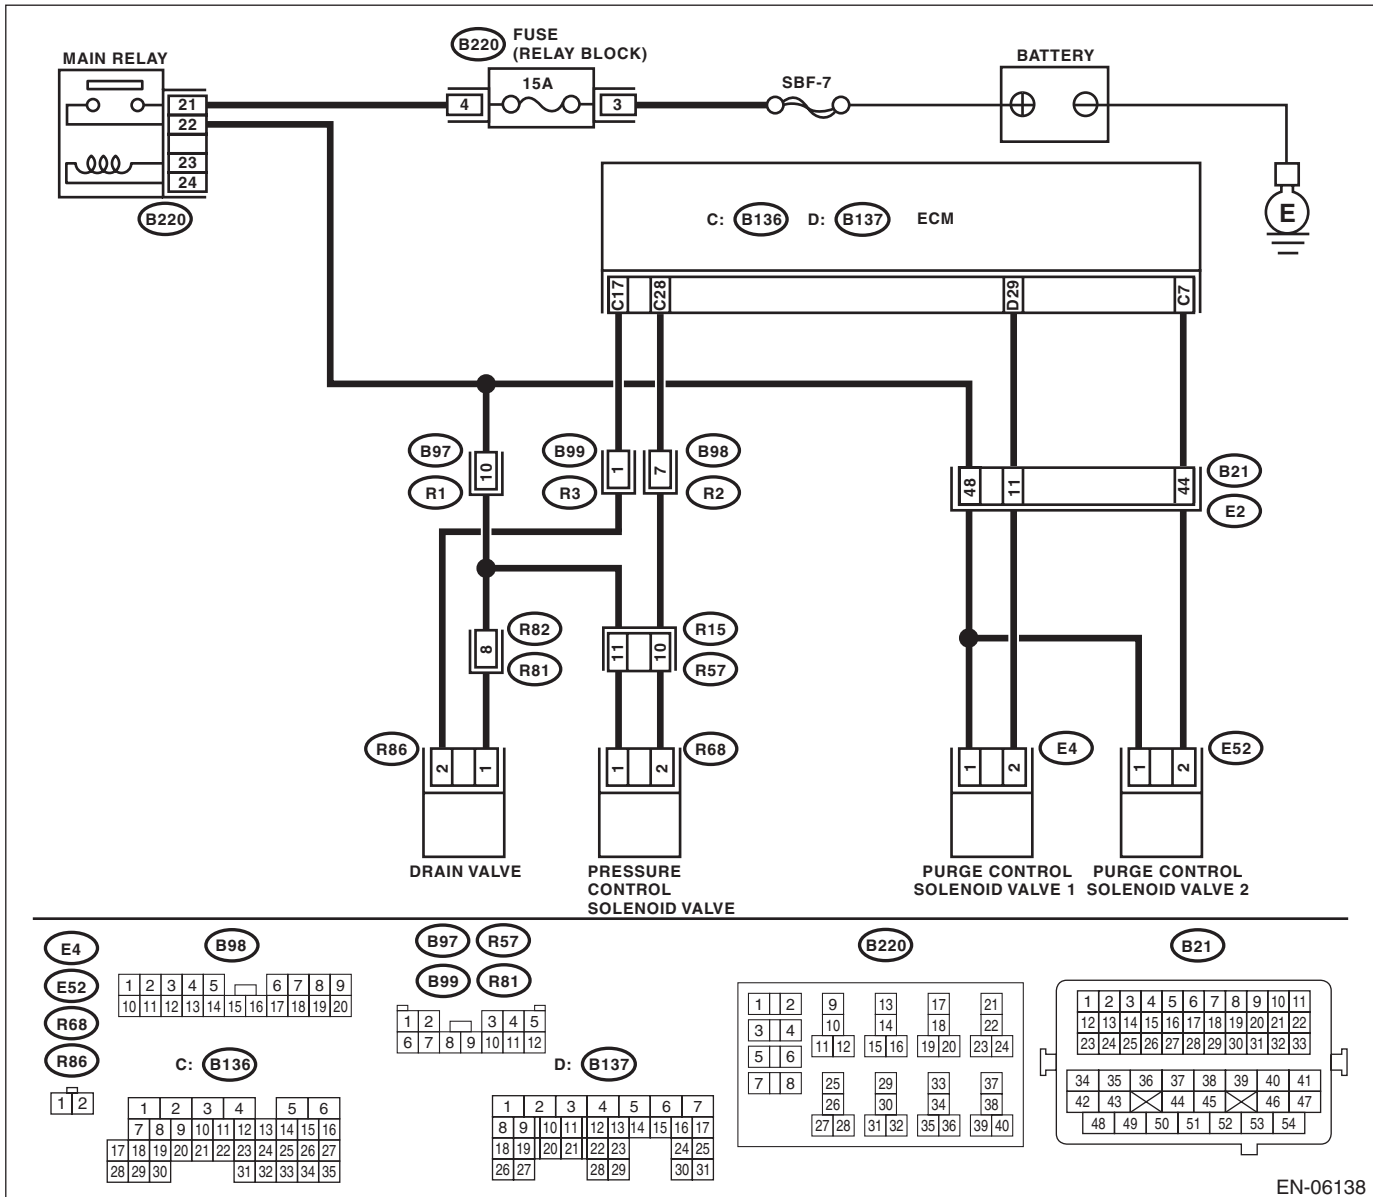 MAIN RELAY
B220
FUSE
(RELAY BLOCK)
15A
4
3
SBF-7
BATTERY
21
22
23
24
B220
E
C: B136 D: B137 ECM
C17
C28
D29
C7
B97
R1
10
B99
R3
1
7
B98
R2
48
11
44
B21
E2
8
R82
R81
11
10
R15
R57
R86
2
1
1
2
R68
1
2
E4
1
2
E52
DRAIN VALVE
PRESSURE
CONTROL
SOLENOID VALVE
PURGE CONTROL
SOLENOID VALVE 1
PURGE CONTROL
SOLENOID VALVE 2
E4
E52
R68
R86
1 2
B98
1 2 3 4 5 6 7 8 9
10 11 12 13 14 15 16 17 18 19 20
C: B136
1 2 3 4 5 6
7 8 9 10 11 12 13 14 15 16
17 18 19 20 21 22 23 24 25 26 27
28 29 30 31 32 33 34 35
B97 R57
B99 R81
1 2 3 4 5
6 7 8 9 10 11 12
D: B137
1 2 3 4 5 6 7
8 9 10 11 12 13 14 15 16 17
18 19 20 21 22 23 24 25
26 27 28 29 30 31
B220
1 2 9 13 17 21
3 4 10 14 18 22
5 6 11 12 15 16 19 20 23 24
7 8 25 29 33 37
26 30 34 38
27 28 31 32 35 36 39 40
B21
1 2 3 4 5 6 7 8 9 10 11
12 13 14 15 16 17 18 19 20 21 22
23 24 25 26 27 28 29 30 31 32 33
34 35 36 37 38 39 40 41
42 43 44 45 46 47
48 49 50 51 52 53 54
EN-06138